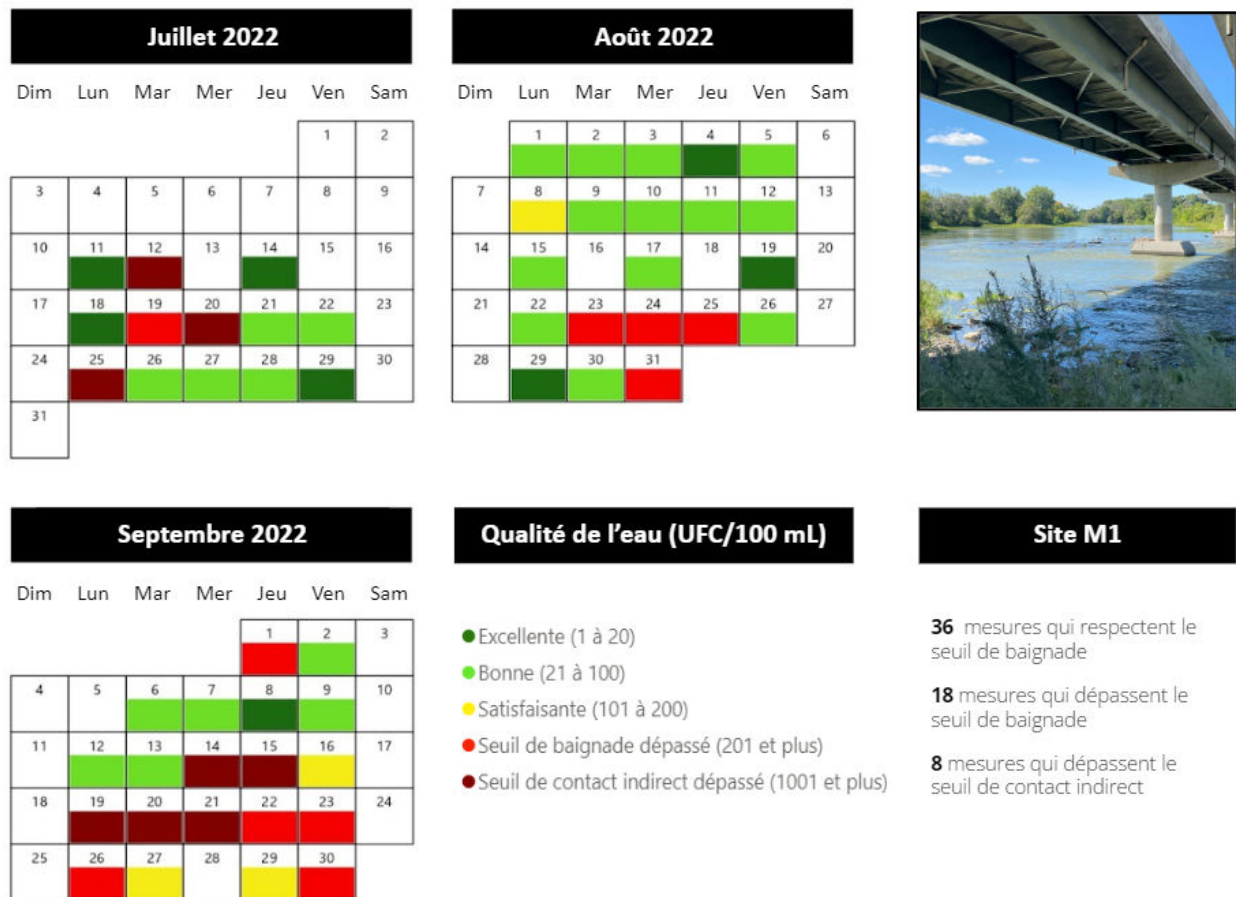 Juillet 2022
Dim Lun Mar Mer Jeu Ven Sam
1 2
3 4 5 6 7 8 9
10 11 12 13 14 15 16
17 18 19 20 21 22 23
24 25 26 27 28 29 30
31
Août 2022
Dim Lun Mar Mer Jeu Ven Sam
1 2 3 4 5 6
7 8 9 10 11 12 13
14 15 16 17 18 19 20
21 22 23 24 25 26 27
28 29 30 31
Septembre 2022
Dim Lun Mar Mer Jeu Ven Sam
1 2 3
4 5 6 7 8 9 10
11 12 13 14 15 16 17
18 19 20 21 22 23 24
25 26 27 28 29 30
Qualité de l'eau (UFC/100 mL)
Excellente (1 à 20)
Bonne (21 à 100)
Satisfaisante (101 à 200)
Seuil de baignade dépassé (201 et plus)
Seuil de contact indirect dépassé (1001 et plus)
Site M1
36 mesures qui respectent le
seuil de baignade
18 mesures qui dépassent le
seuil de baignade
8 mesures qui dépassent le
seuil de contact indirect